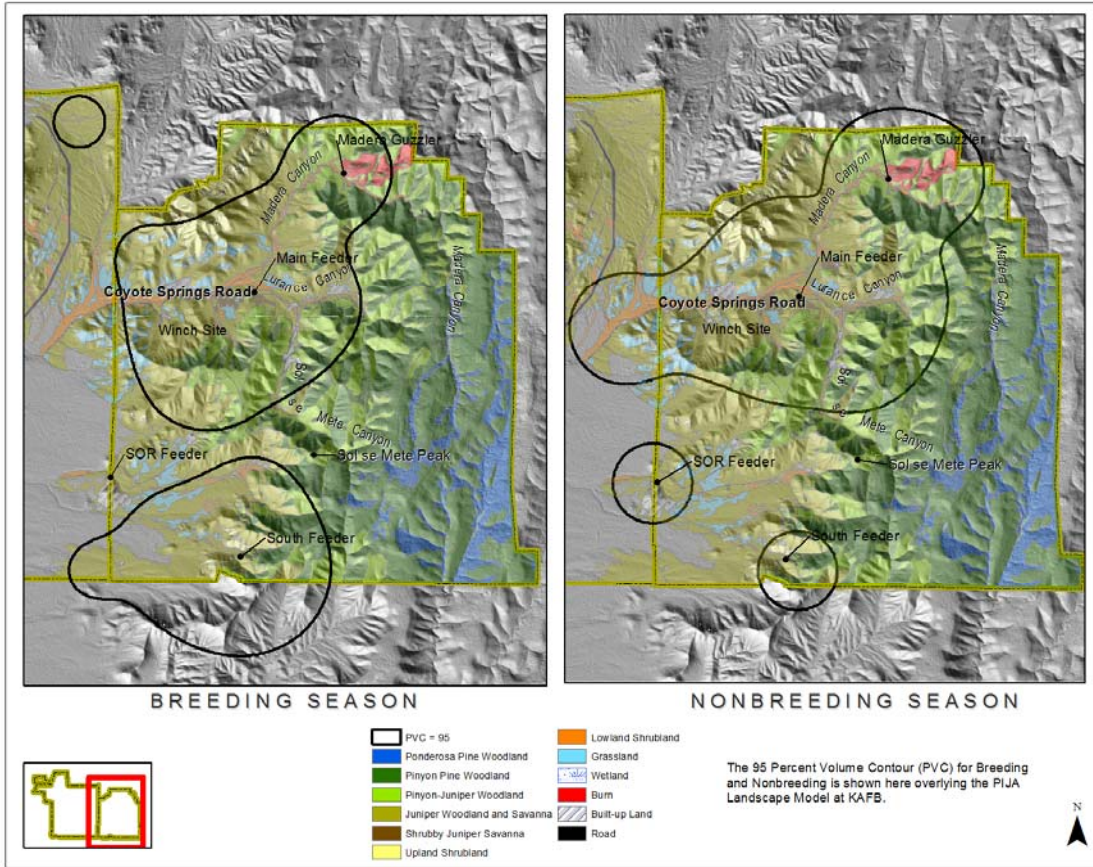 Madera Guzzler
Madera Canyon
Main Feeder
Lurance Canyon
Coyote Springs Road
Winch Site
Madera Canyon
Sol se Mete Canyon
SOR Feeder
Sol se Mete Peak
South Feeder
BREEDING SEASON
Madera Guzzler
Madera Canyon
Main Feeder
Lurance Canyon
Coyote Springs Road
Winch Site
Madera Canyon
Sol se Mete Canyon
SOR Feeder
Sol se Mete Peak
South Feeder
NONBREEDING SEASON
PVC = 95
Ponderosa Pine Woodland
Pinyon Pine Woodland
Pinyon-Juniper Woodland
Juniper Woodland and Savanna
Shrubby Juniper Savanna
Upland Shrubland
Lowland Shrubland
Grassland
Wetland
Burn
Built-up Land
Road
The 95 Percent Volume Contour (PVC) for Breeding
and Nonbreeding is shown here overlying the PIJA
Landscape Model at KAFB.
N